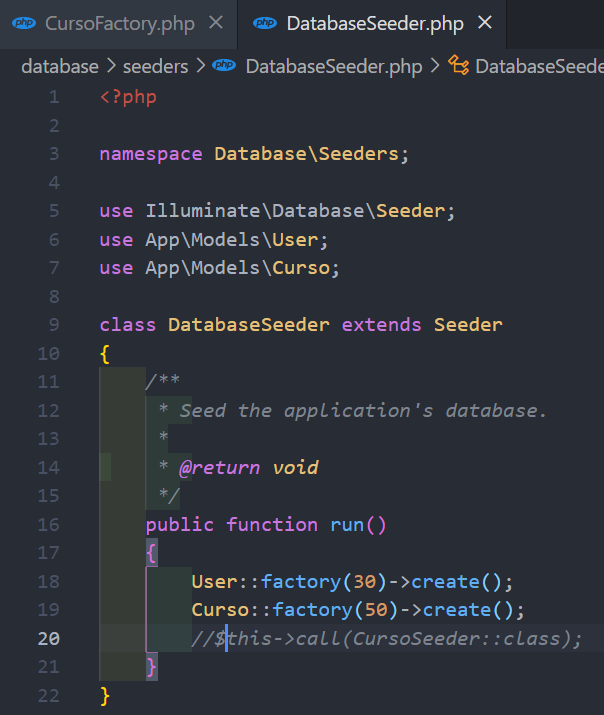 php CursoFactory.php × php DatabaseSeeder.php ×
database > seeders > php DatabaseSeeder.php > DatabaseSeede
1 <?php
2
3 namespace Database\Seeders;
4
5 use Illuminate\Database\Seeder;
6 use App\Models\User;
7 use App\Models\Curso;
8
9 class DatabaseSeeder extends Seeder
10 {
11 /**
12 * Seed the application's database.
13 *
14 * @return void
15 */
16 public function run()
17 {
18 User::factory(30)->create();
19 Curso::factory(50)->create();
20 //$this->call(CursoSeeder::class);
21 }
22 }